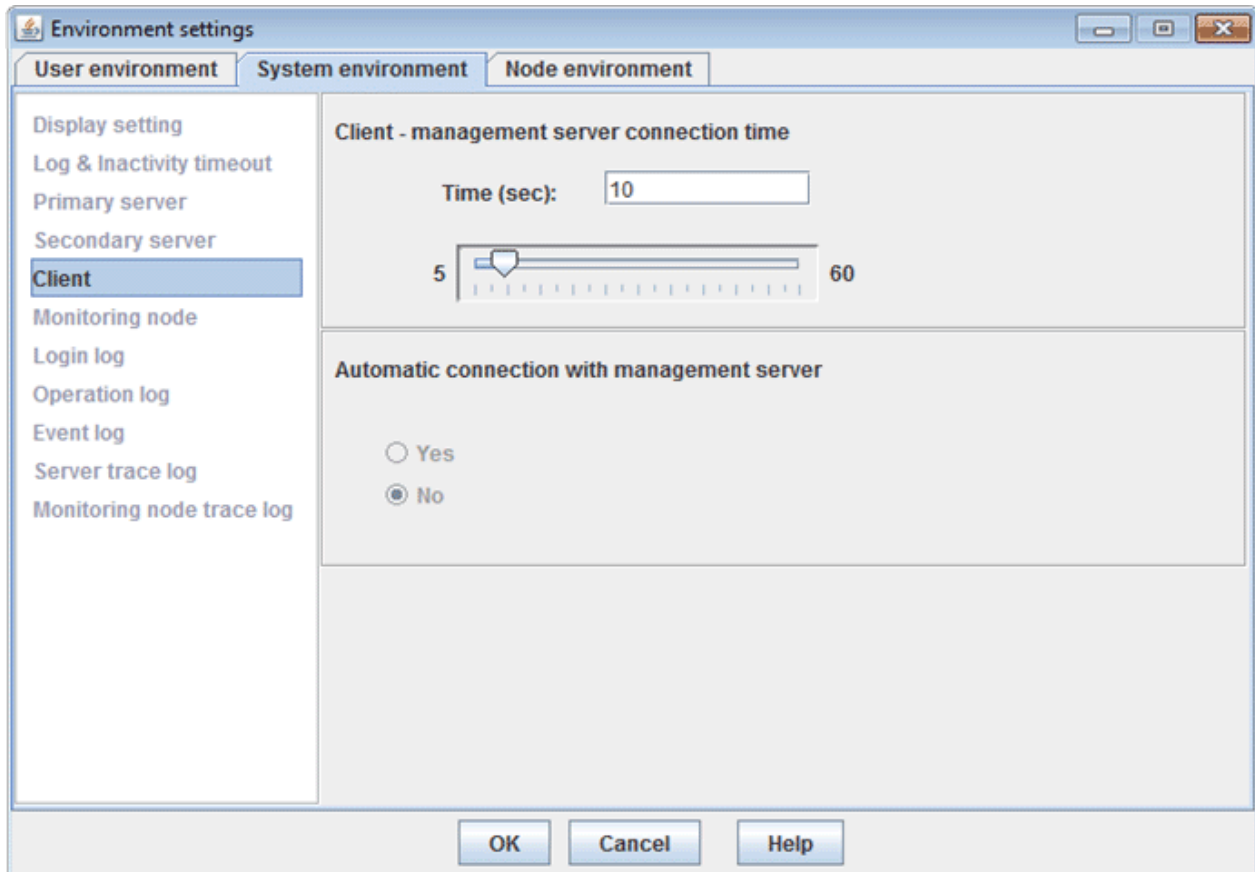 Environment settings
User environment System environment Node environment
Display setting
Log & Inactivity timeout
Primary server
Secondary server
Client
Monitoring node
Login log
Operation log
Event log
Server trace log
Monitoring node trace log
Client - management server connection time
Time (sec): 10
5 60
Automatic connection with management server
Yes
No
OK Cancel Help